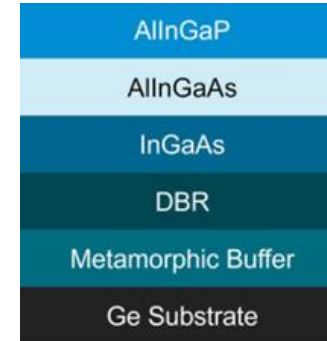 AlInGaP
AlInGaAs
InGaAs
DBR
Metamorphic Buffer
Ge Substrate